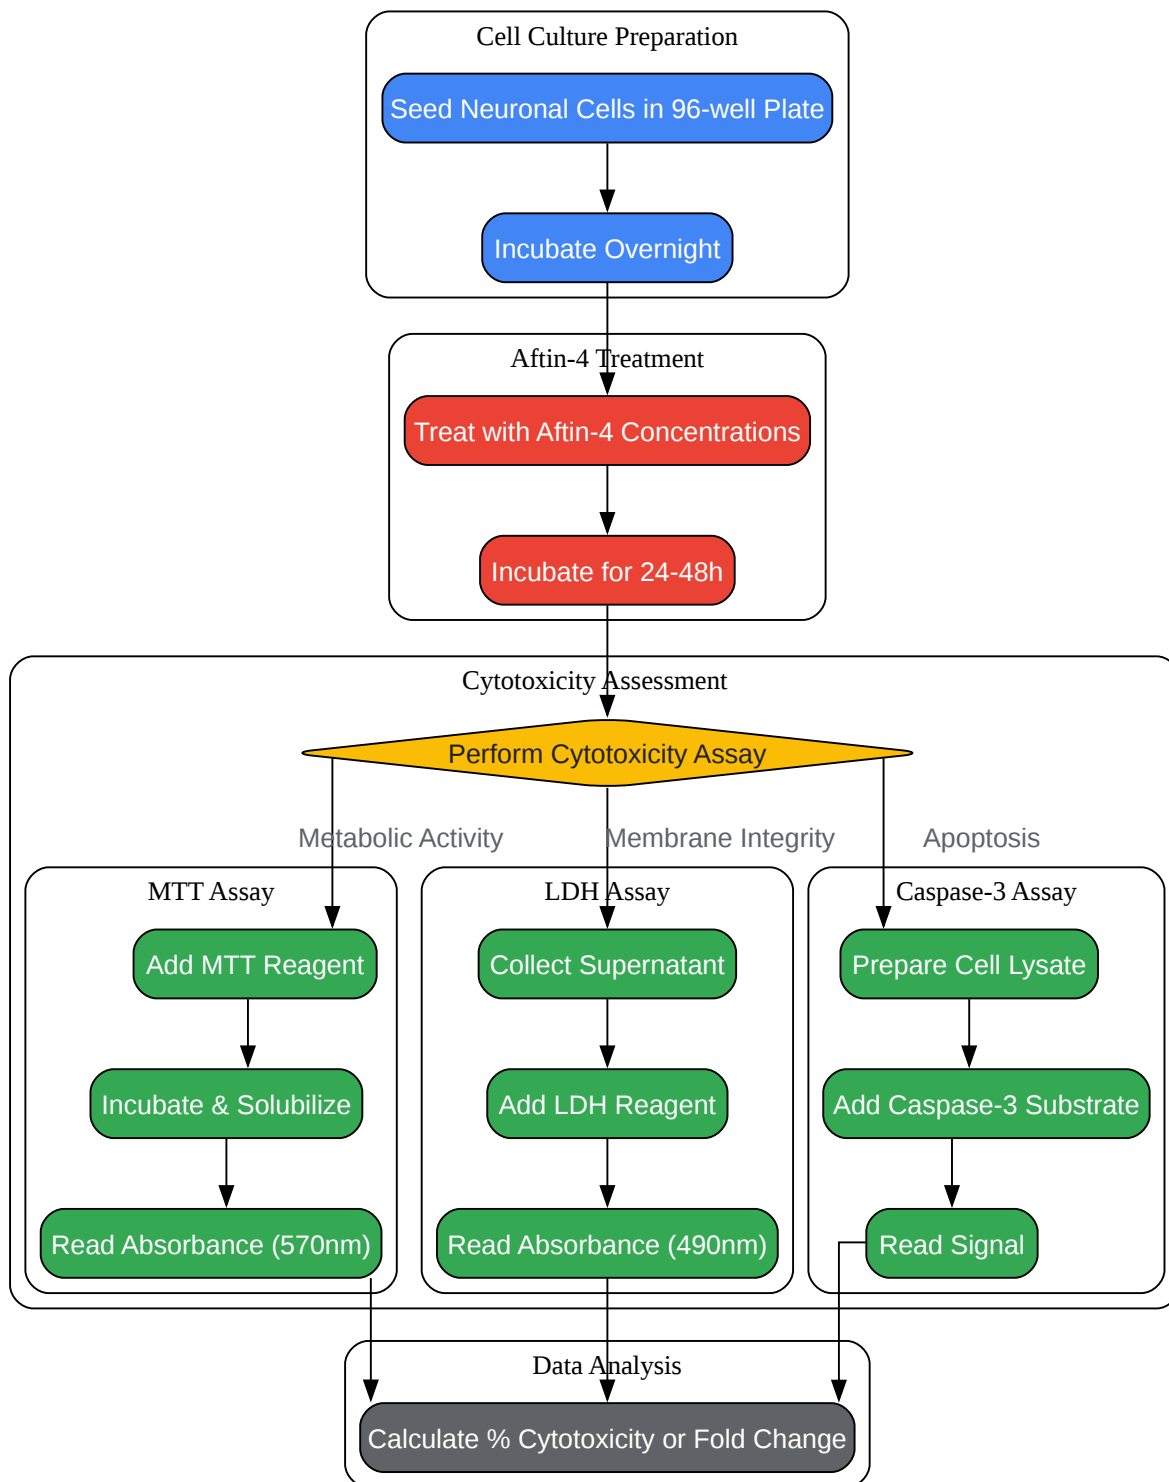 Cell Culture Preparation
Seed Neuronal Cells in 96-well Plate
Incubate Overnight
Aftin-4 Treatment
Treat with Aftin-4 Concentrations
Incubate for 24-48h
Cytotoxicity Assessment
Perform Cytotoxicity Assay
Metabolic Activity
Membrane Integrity
Apoptosis
MTT Assay
Add MTT Reagent
Incubate & Solubilize
Read Absorbance (570nm)
LDH Assay
Collect Supernatant
Add LDH Reagent
Read Absorbance (490nm)
Caspase-3 Assay
Prepare Cell Lysate
Add Caspase-3 Substrate
Read Signal
Data Analysis
Calculate % Cytotoxicity or Fold Change